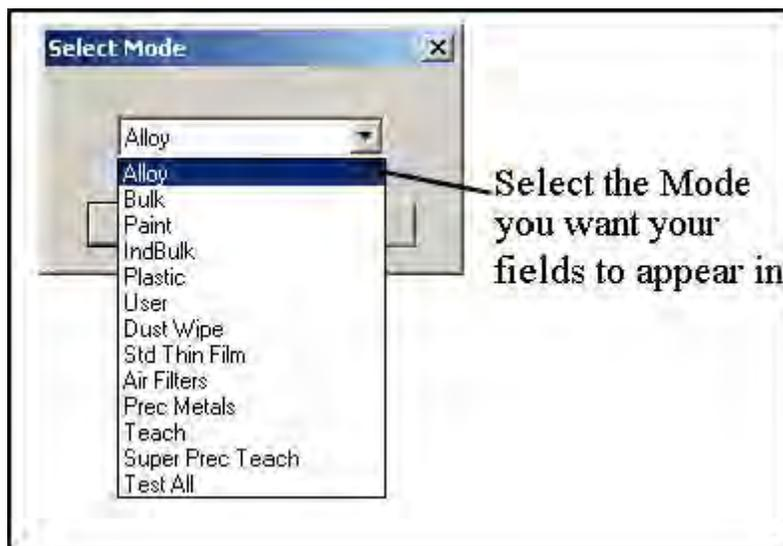 Select Mode
Alloy
Alloy
Bulk
Paint
IndBulk
Plastic
User
Dust Wipe
Std Thin Film
Air Filters
Prec Metals
Teach
Super Prec Teach
Test All
Select the Mode
you want your
fields to appear in